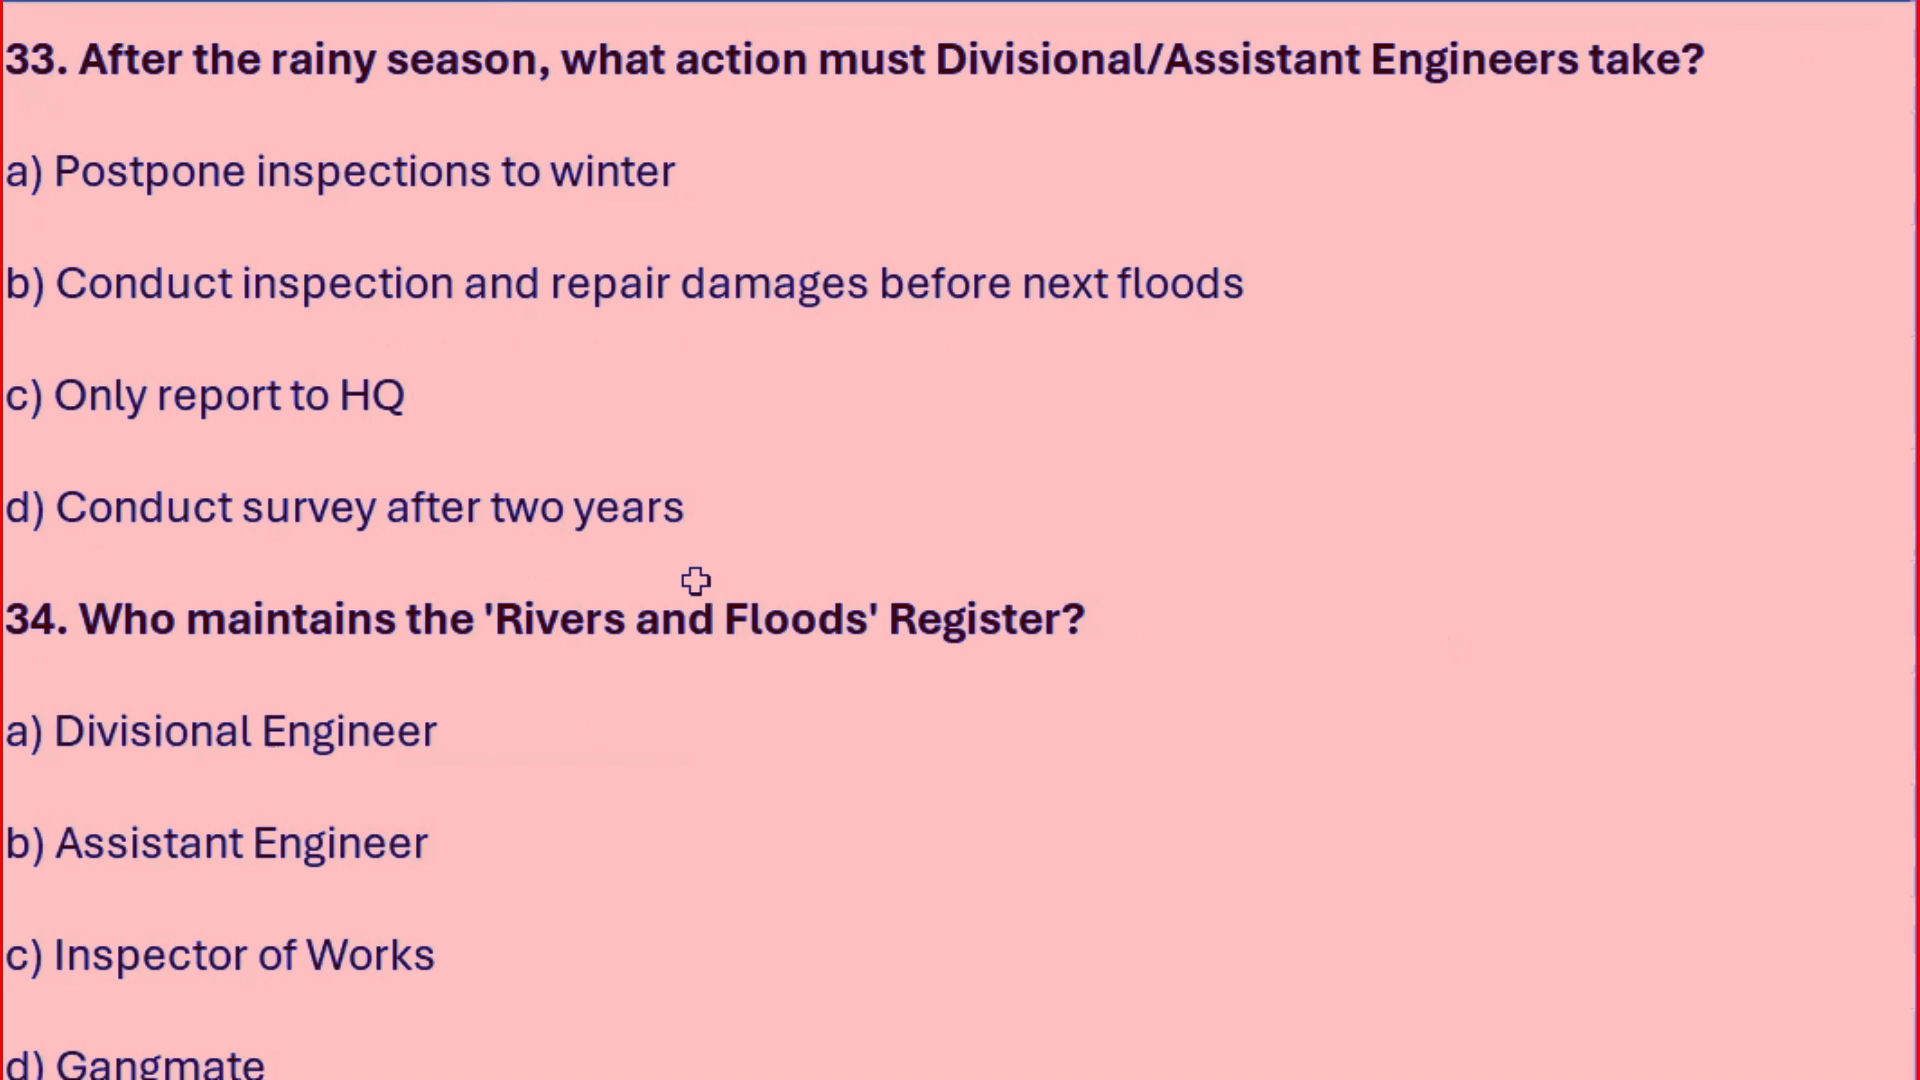 33. After the rainy season, what action must Divisional/Assistant Engineers take?
a) Postpone inspections to winter
b) Conduct inspection and repair damages before next floods
c) Only report to HQ
d) Conduct survey after two years
34. Who maintains the 'Rivers and Floods' Register?
a) Divisional Engineer
b) Assistant Engineer
c) Inspector of Works
d) Gangmate